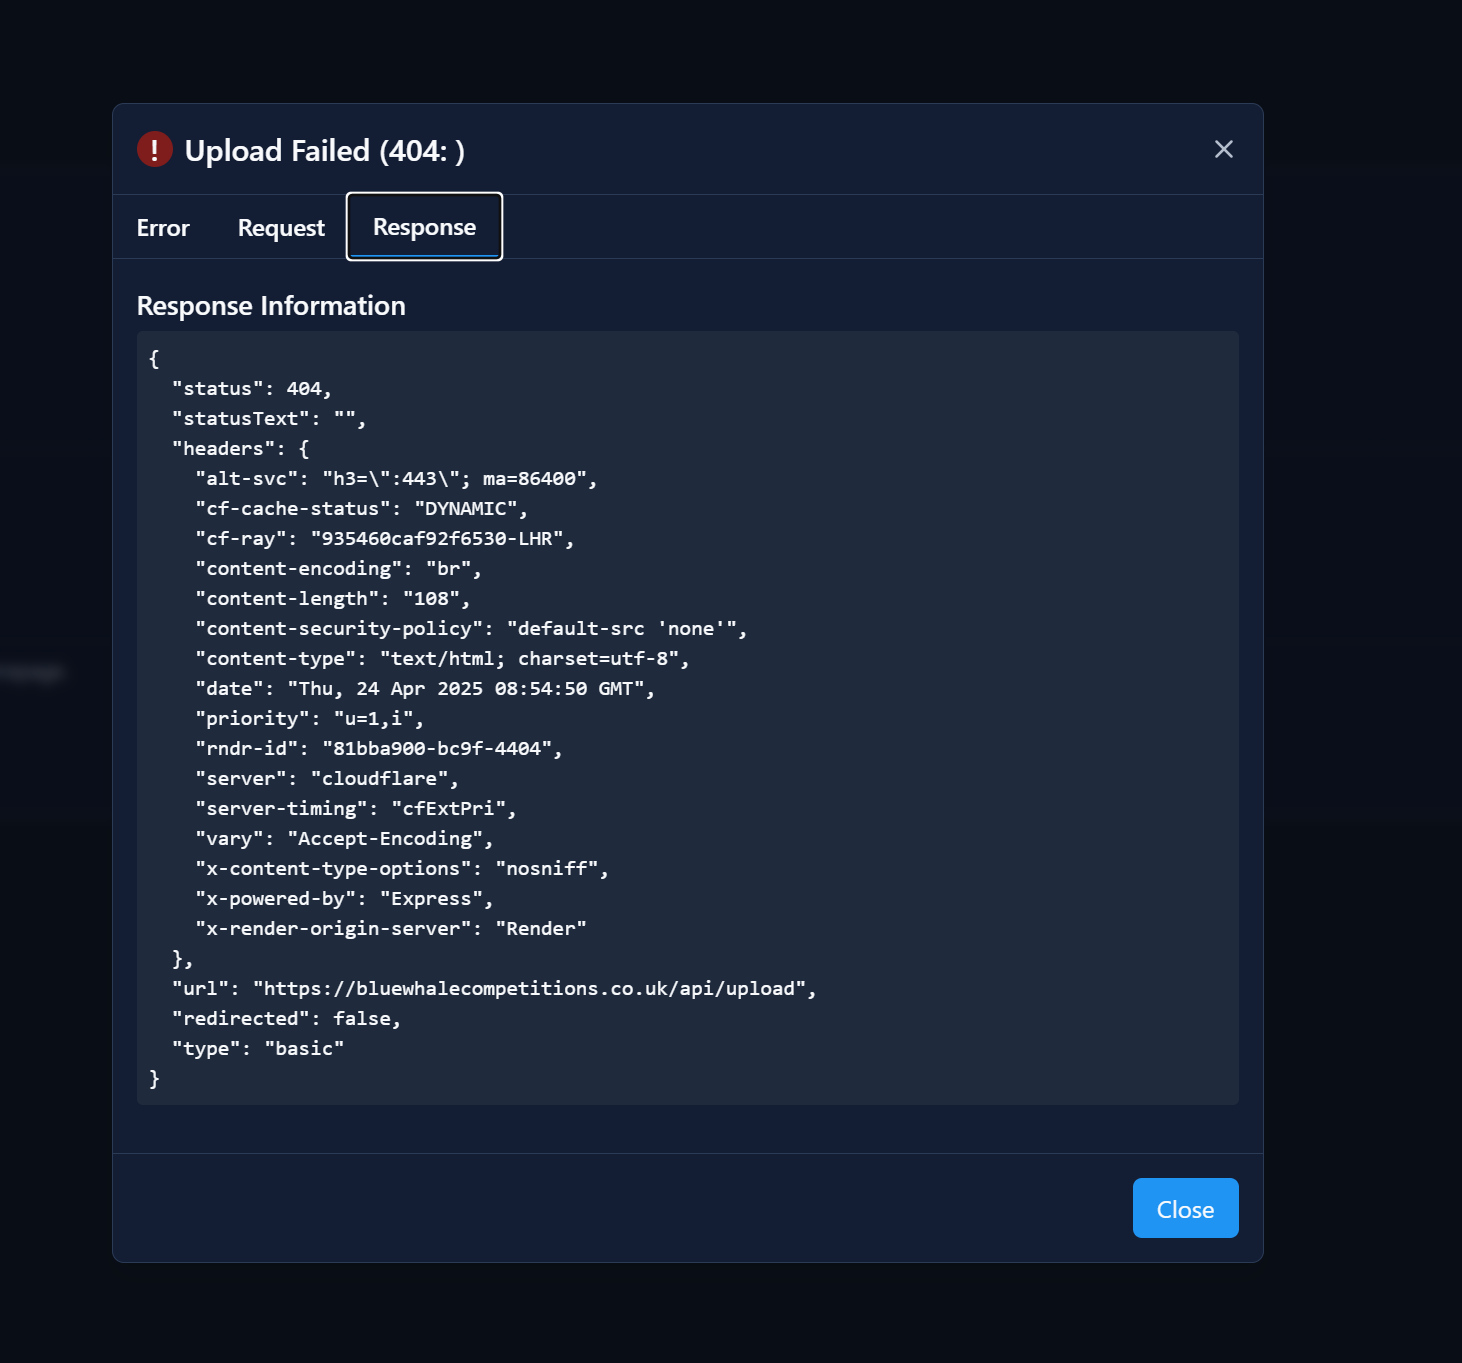 Upload Failed (404: )
Error Request Response
Response Information
{
  "status": 404,
  "statusText": "",
  "headers": {
    "alt-svc": "h3=\":443\"; ma=86400",
    "cf-cache-status": "DYNAMIC",
    "cf-ray": "935460caf92f6530-LHR",
    "content-encoding": "br",
    "content-length": "108",
    "content-security-policy": "default-src 'none'",
    "content-type": "text/html; charset=utf-8",
    "date": "Thu, 24 Apr 2025 08:54:50 GMT",
    "priority": "u=1,i",
    "rndr-id": "81bba900-bc9f-4404",
    "server": "cloudflare",
    "server-timing": "cfExtPri",
    "vary": "Accept-Encoding",
    "x-content-type-options": "nosniff",
    "x-powered-by": "Express",
    "x-render-origin-server": "Render"
  },
  "url": "https://bluewhalecompetitions.co.uk/api/upload",
  "redirected": false,
  "type": "basic"
}
Close